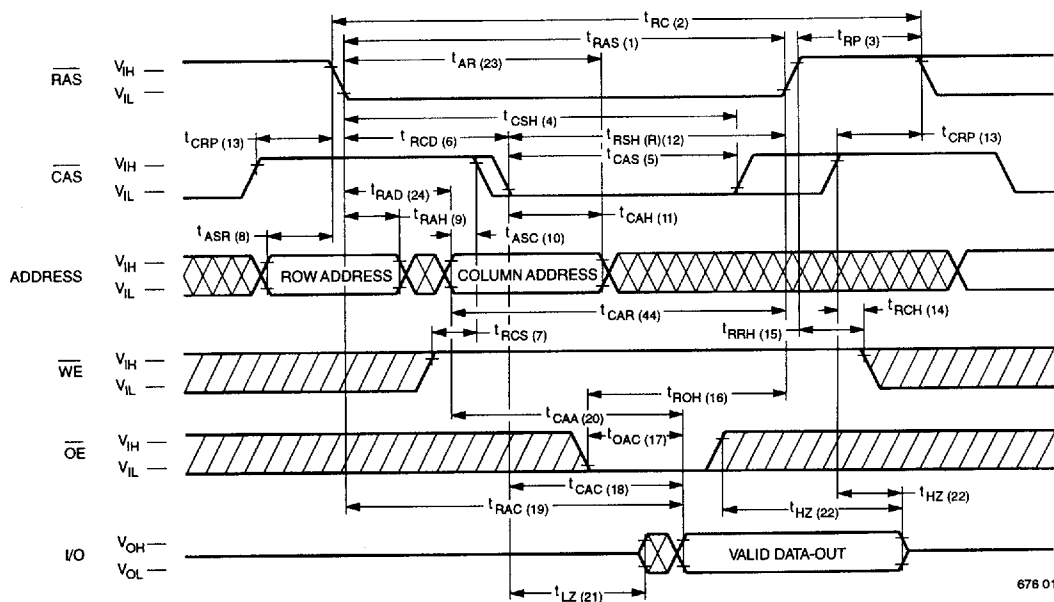 tRC (2)
tRAS (1)
tRP (3)
tAR (23)
RAS
VIH
VIL
tCSH (4)
tCRP (13)
tRCD (6)
tRSH (R)(12)
tCRP (13)
tCAS (5)
CAS
VIH
VIL
tRAD (24)
tRAH (9)
tCAH (11)
tASR (8)
tASC (10)
ADDRESS
VIH
VIL
ROW ADDRESS
COLUMN ADDRESS
tCAR (44)
tRCH (14)
tRCS (7)
tRRH (15)
WE
VIH
VIL
tROH (16)
tCAA (20)
tOAC (17)
OE
VIH
VIL
tCAC (18)
tHZ (22)
tRAC (19)
tHZ (22)
I/O
VOH
VOL
VALID DATA-OUT
tLZ (21)
676 01